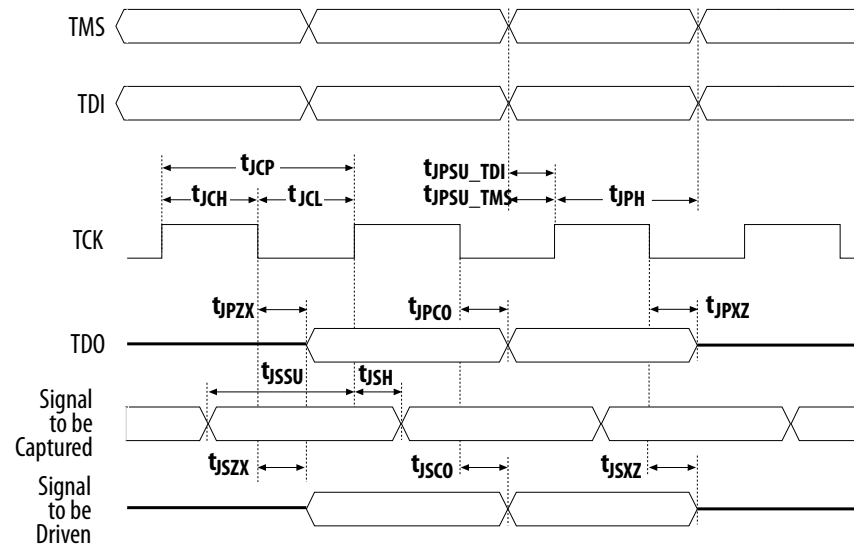 TMS
TDI
tJCP
tJPSU_TDI
tJCH
tJCL
tJPSU_TMS
tJPH
TCK
tJPZX
tJPCO
tJPXZ
TDO
tJSSU
tJSH
Signal
to be
Captured
tJSZX
tJSCO
tJSXZ
Signal
to be
Driven